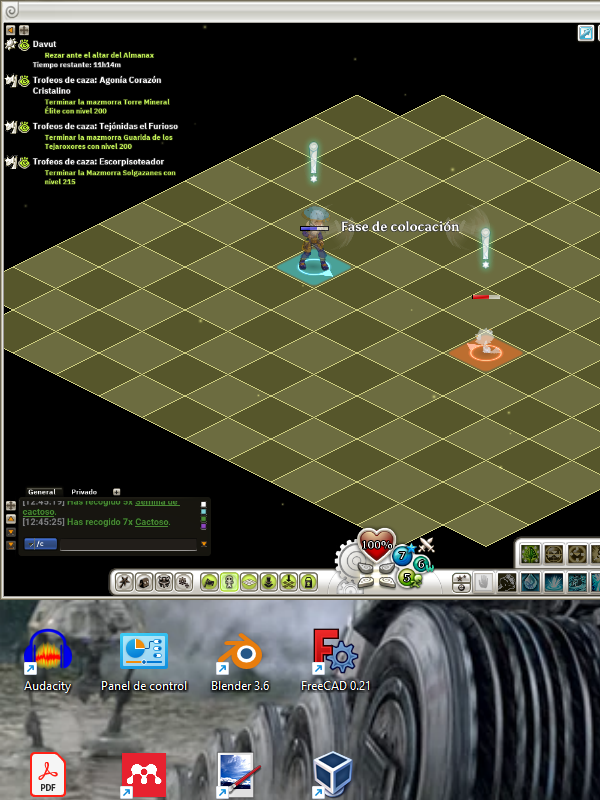 Davut
Rezar ante el altar del Almanax
Tiempo restante: 11h14m
Trofeos de caza: Agonía Corazón
Cristalino
Terminar la mazmorra Torre Mineral
Élite con nivel 200
Trofeos de caza: Tejónidas el Furioso
Terminar la mazmorra Guarida de los
Tejaroxores con nivel 200
Trofeos de caza: Escorpisoteador
Terminar la Mazmorra Solgazanes con
nivel 215
Fase de colocación
General Privado
[12:45:19] Has recogido 5x Semilla de
cactoso.
[12:45:25] Has recogido 7x Cactoso.
/c
100%
7
6
5
Audacity
Panel de control
Blender 3.6
FreeCAD 0.21
PDF